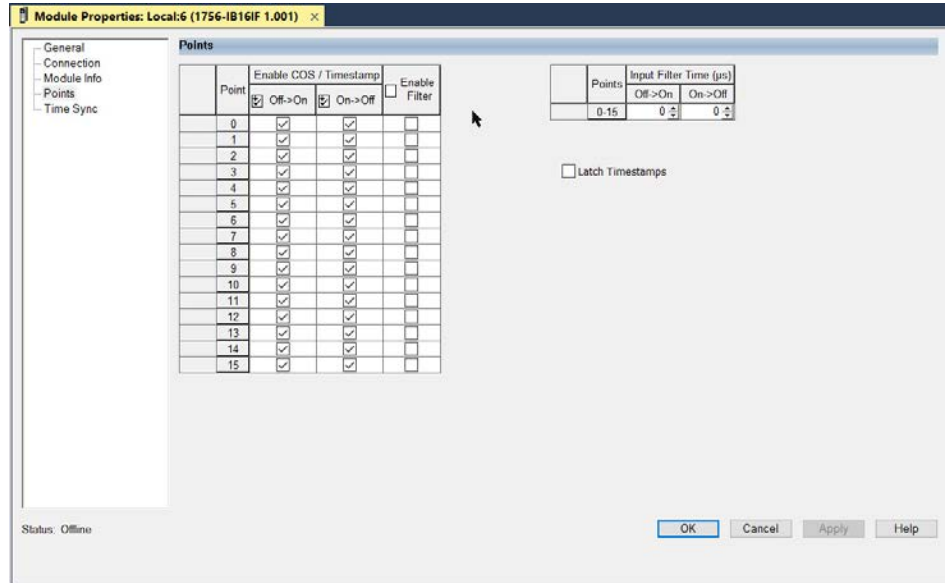 Module Properties: Local:6 (1756-IB16IF 1.001) ×
General
Connection
Module Info
Points
Time Sync
Points
Point
Enable COS / Timestamp
Off->On
On->Off
Enable
Filter
0
1
2
3
4
5
6
7
8
9
10
11
12
13
14
15
Points
Input Filter Time (µs)
Off->On
On->Off
0-15
0
0
Latch Timestamps
Status: Offline
OK
Cancel
Apply
Help